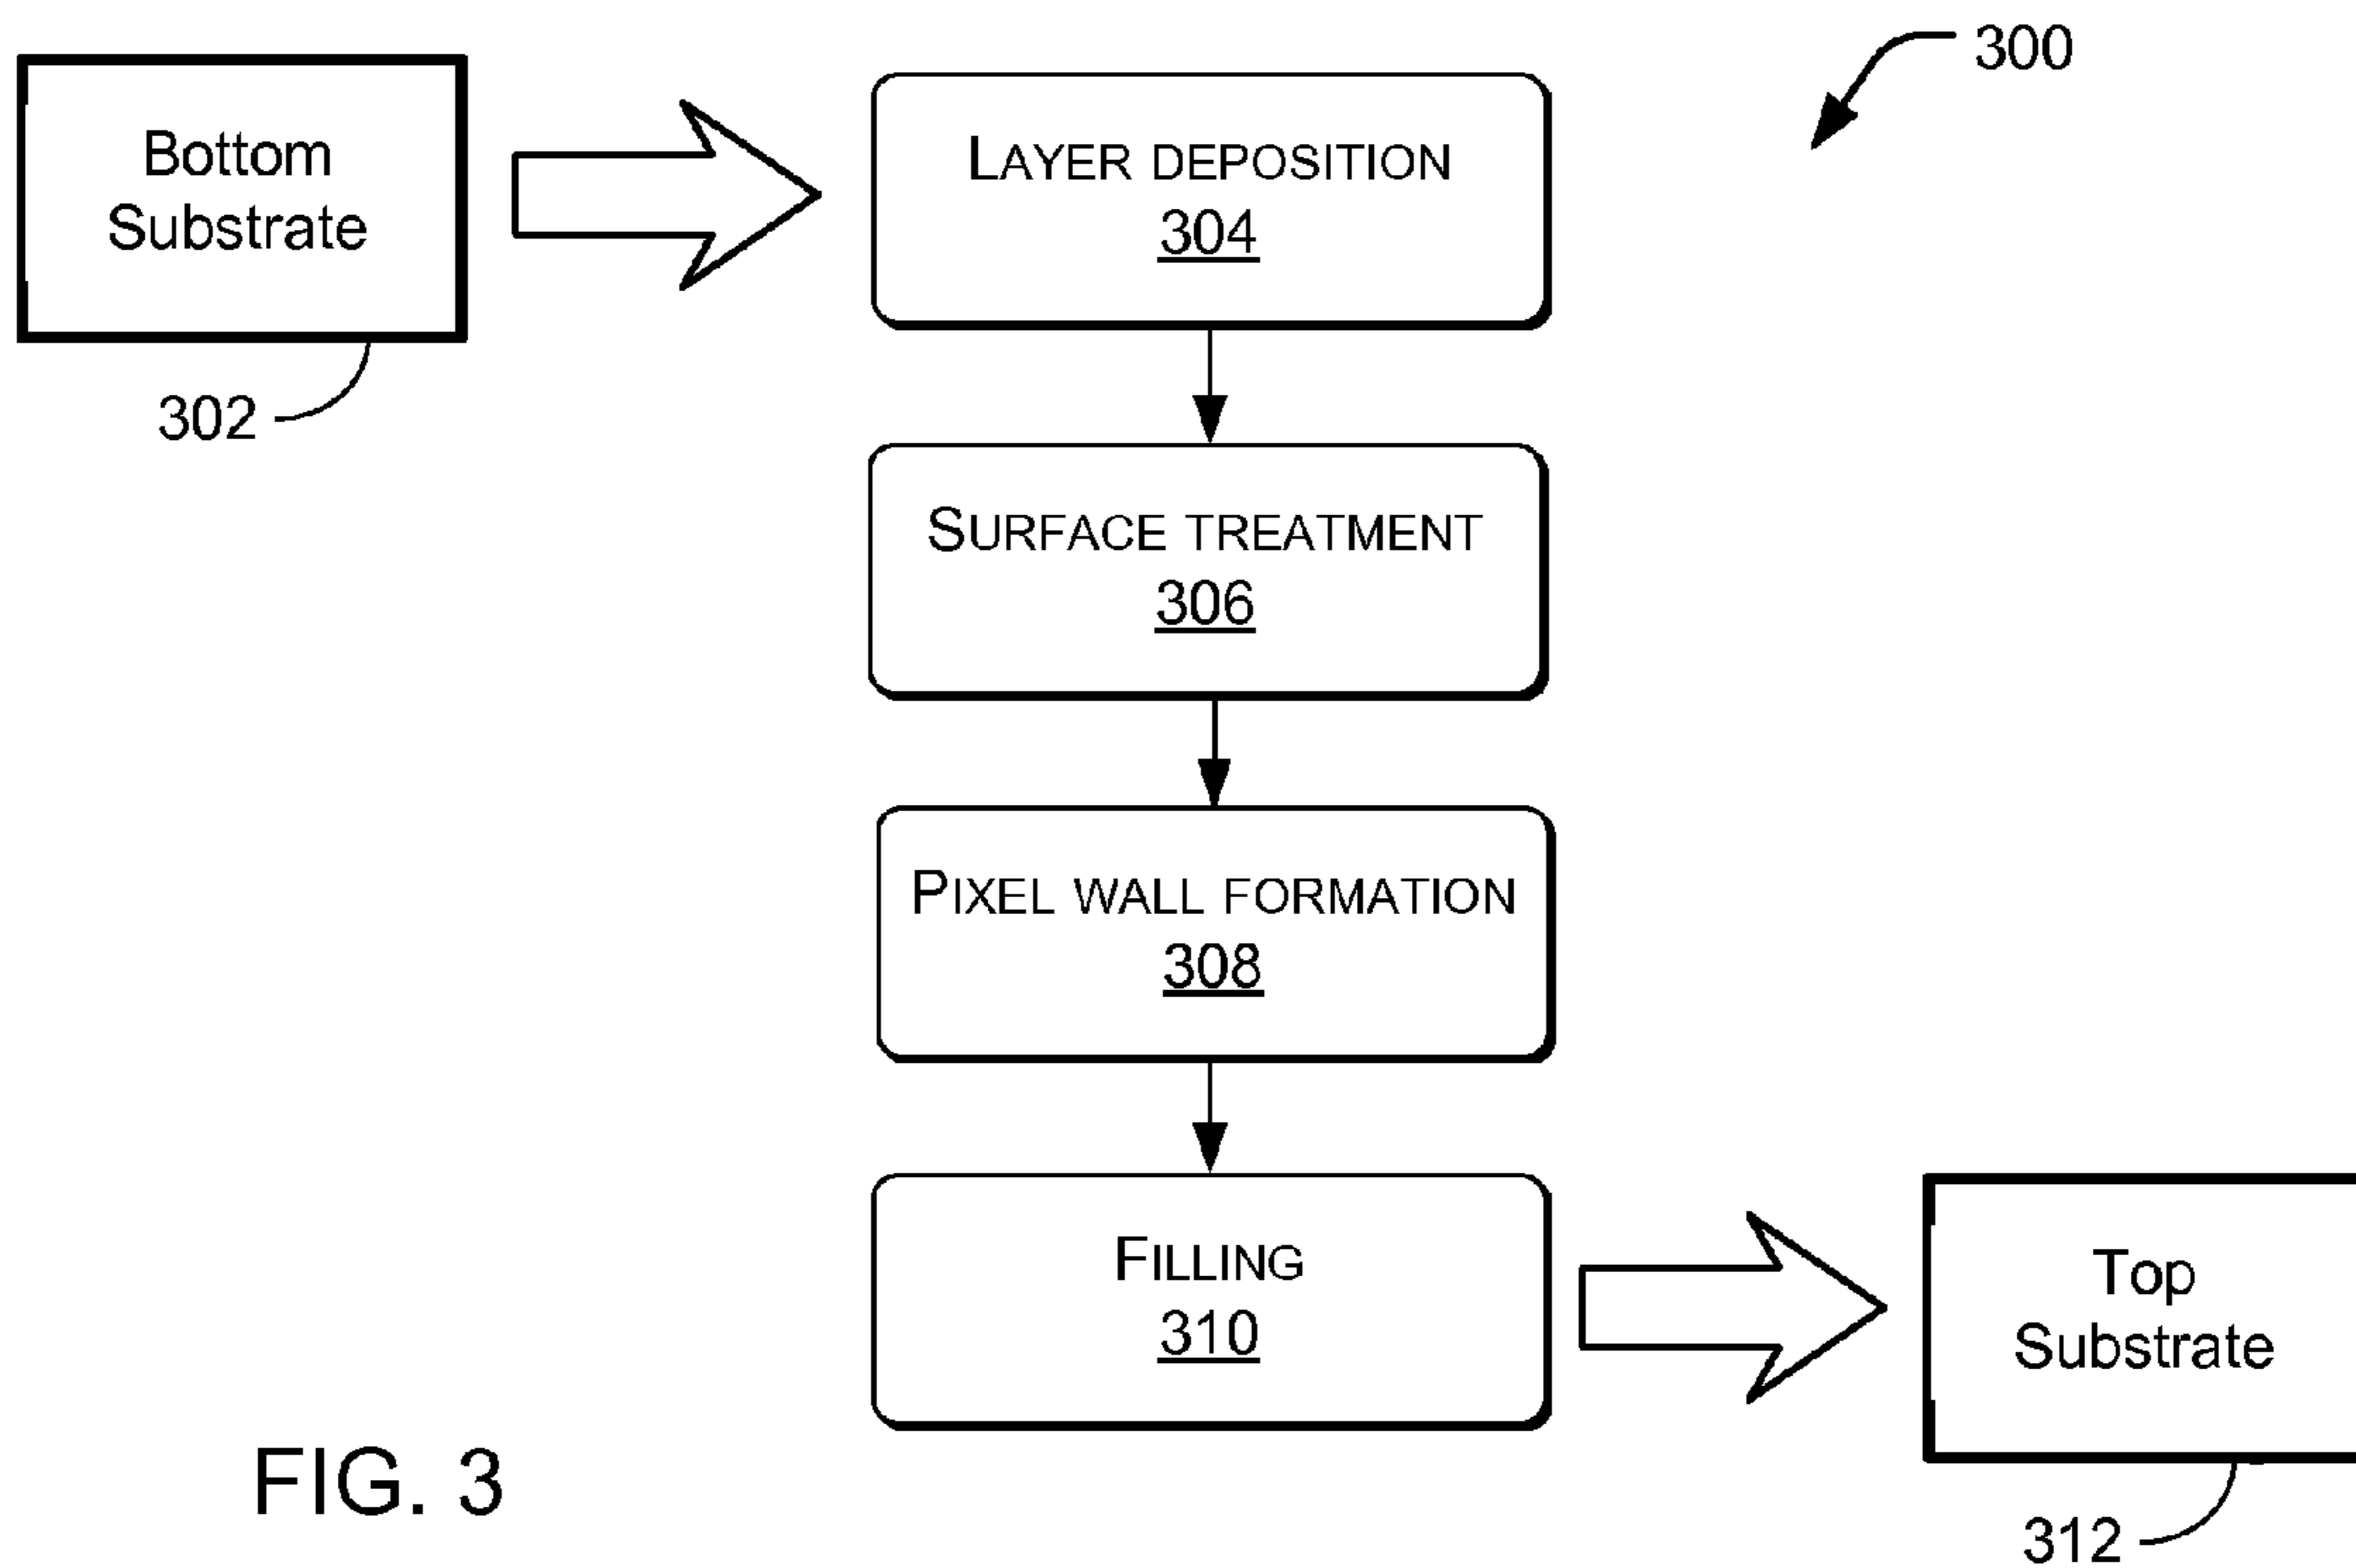 300
Bottom
Substrate
302
LAYER DEPOSITION
304
SURFACE TREATMENT
306
PIXEL WALL FORMATION
308
FILLING
310
Top
Substrate
312
FIG. 3